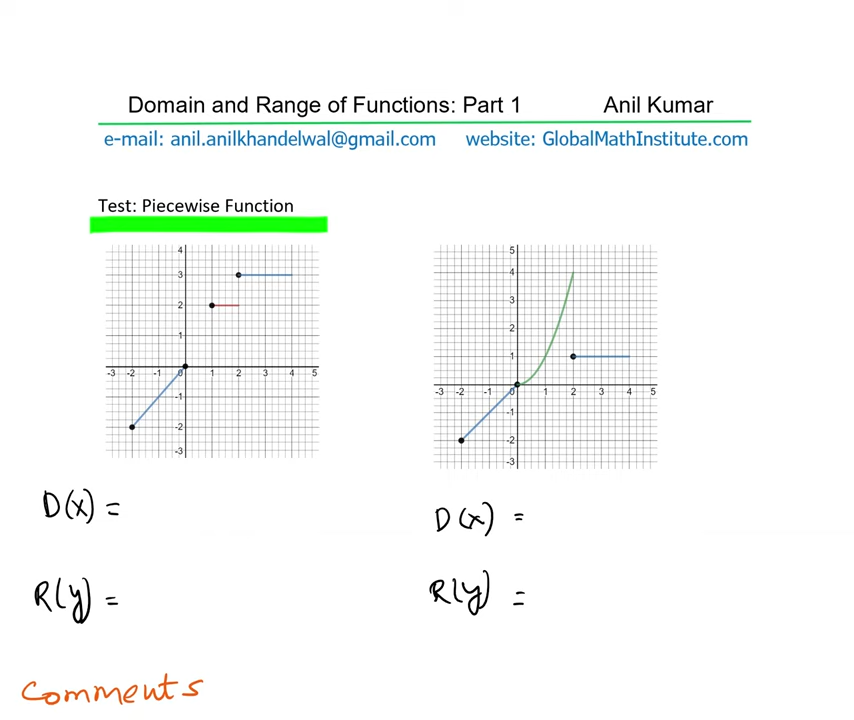 Domain and Range of Functions: Part 1 Anil Kumar
e-mail: anil.anilkhandelwal@gmail.com website: GlobalMathInstitute.com
Test: Piecewise Function
4
3
2
1
-3 -2 -1 0 1 2 3 4 5
-1
-2
-3
5
4
3
2
1
-3 -2 -1 0 1 2 3 4 5
-1
-2
-3
D(x) =
D(x) =
R(y) =
R(y) =
Comments